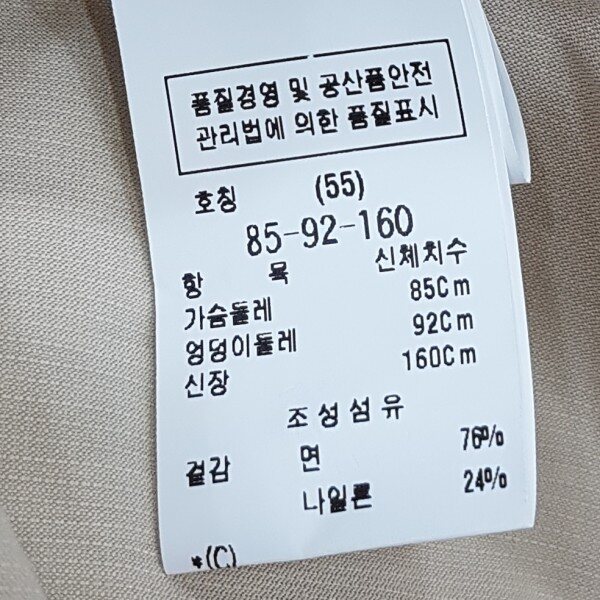 품질경영 및 공산품안전
관리법에 의한 품질표시
호칭 (55)
85-92-160
항 목 신체치수
가슴둘레 85Cm
엉덩이둘레 92Cm
신장 160Cm
조성섬유
겉감 면 76%
나일론 24%
*(C)